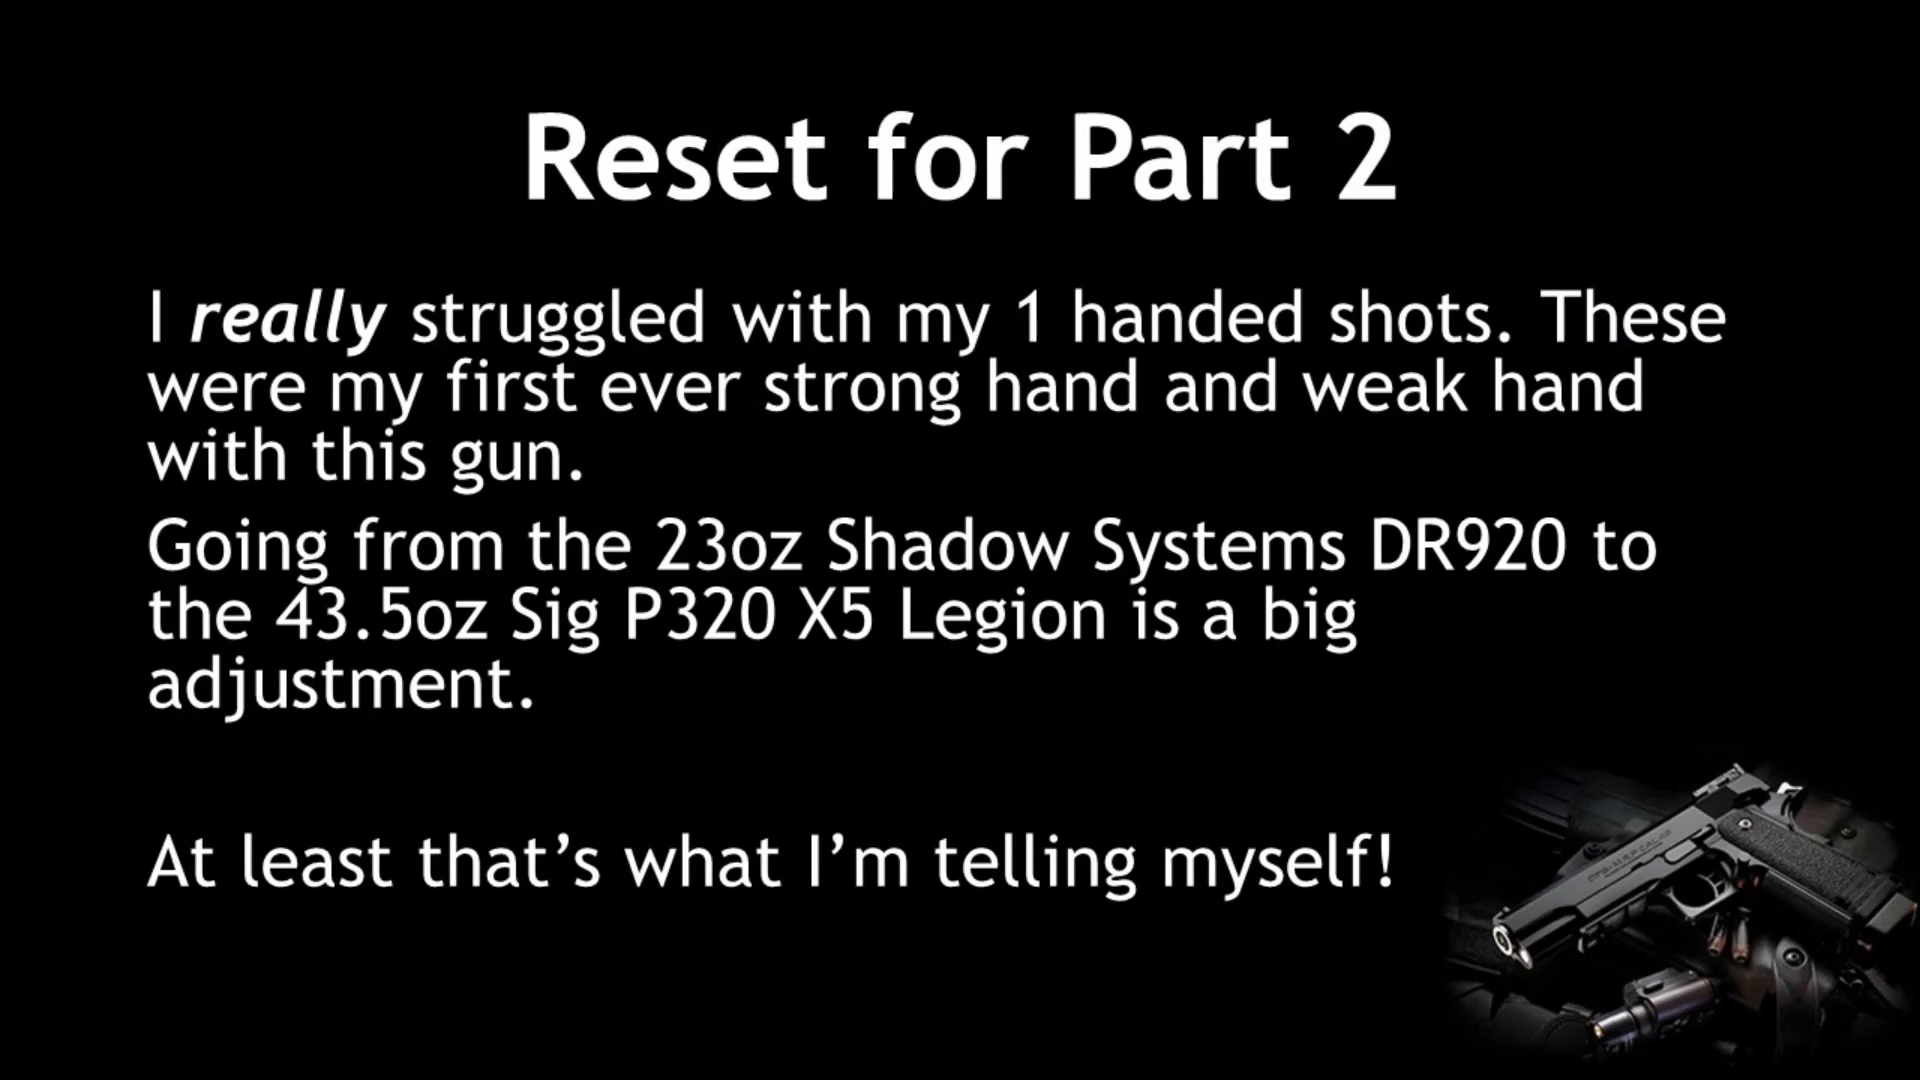 Reset for Part 2
I really struggled with my 1 handed shots. These
were my first ever strong hand and weak hand
with this gun.
Going from the 23oz Shadow Systems DR920 to
the 43.5oz Sig P320 X5 Legion is a big
adjustment.
At least that’s what I’m telling myself!